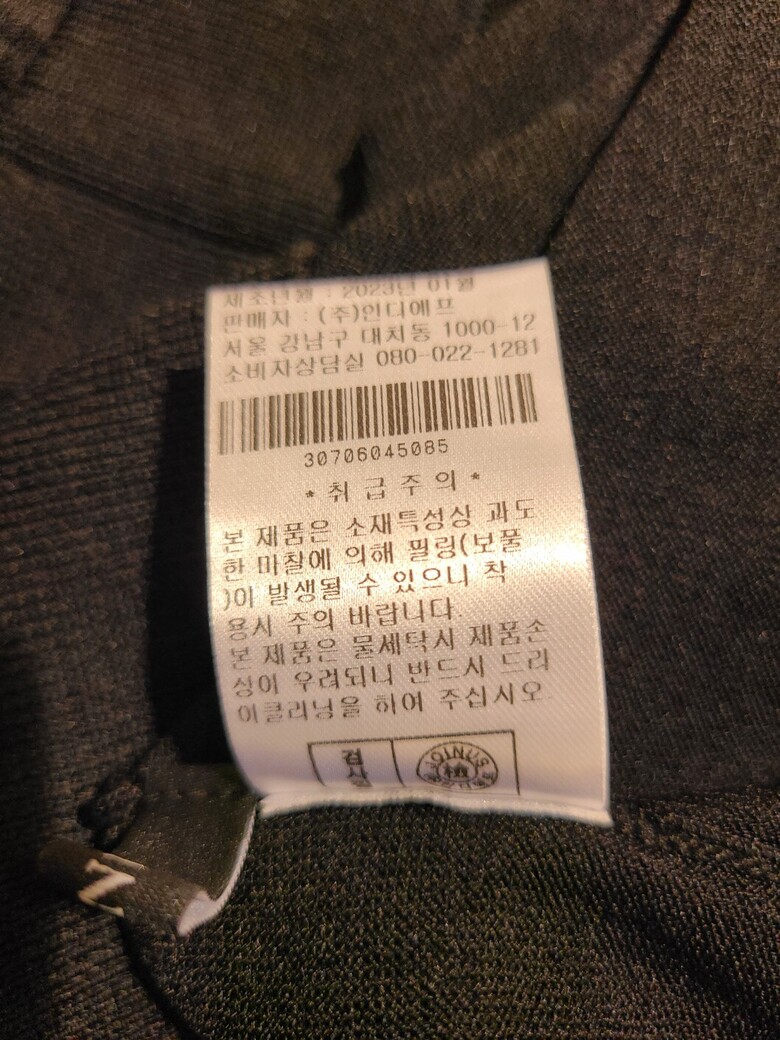 제조년월 : 2023년 01월
판매자 : (주)인디에프
서울 강남구 대치동 1000-12
소비자상담실 080-022-1281
30706045085
*취급주의*
본 제품은 소재특성상 과도
한 마찰에 의해 필링(보풀
)이 발생될 수 있으니 착
용시 주의 바랍니다.
본 제품은 물세탁시 제품손
상이 우려되니 반드시 드라
이클리닝을 하여 주십시오.
검사
JOINUS